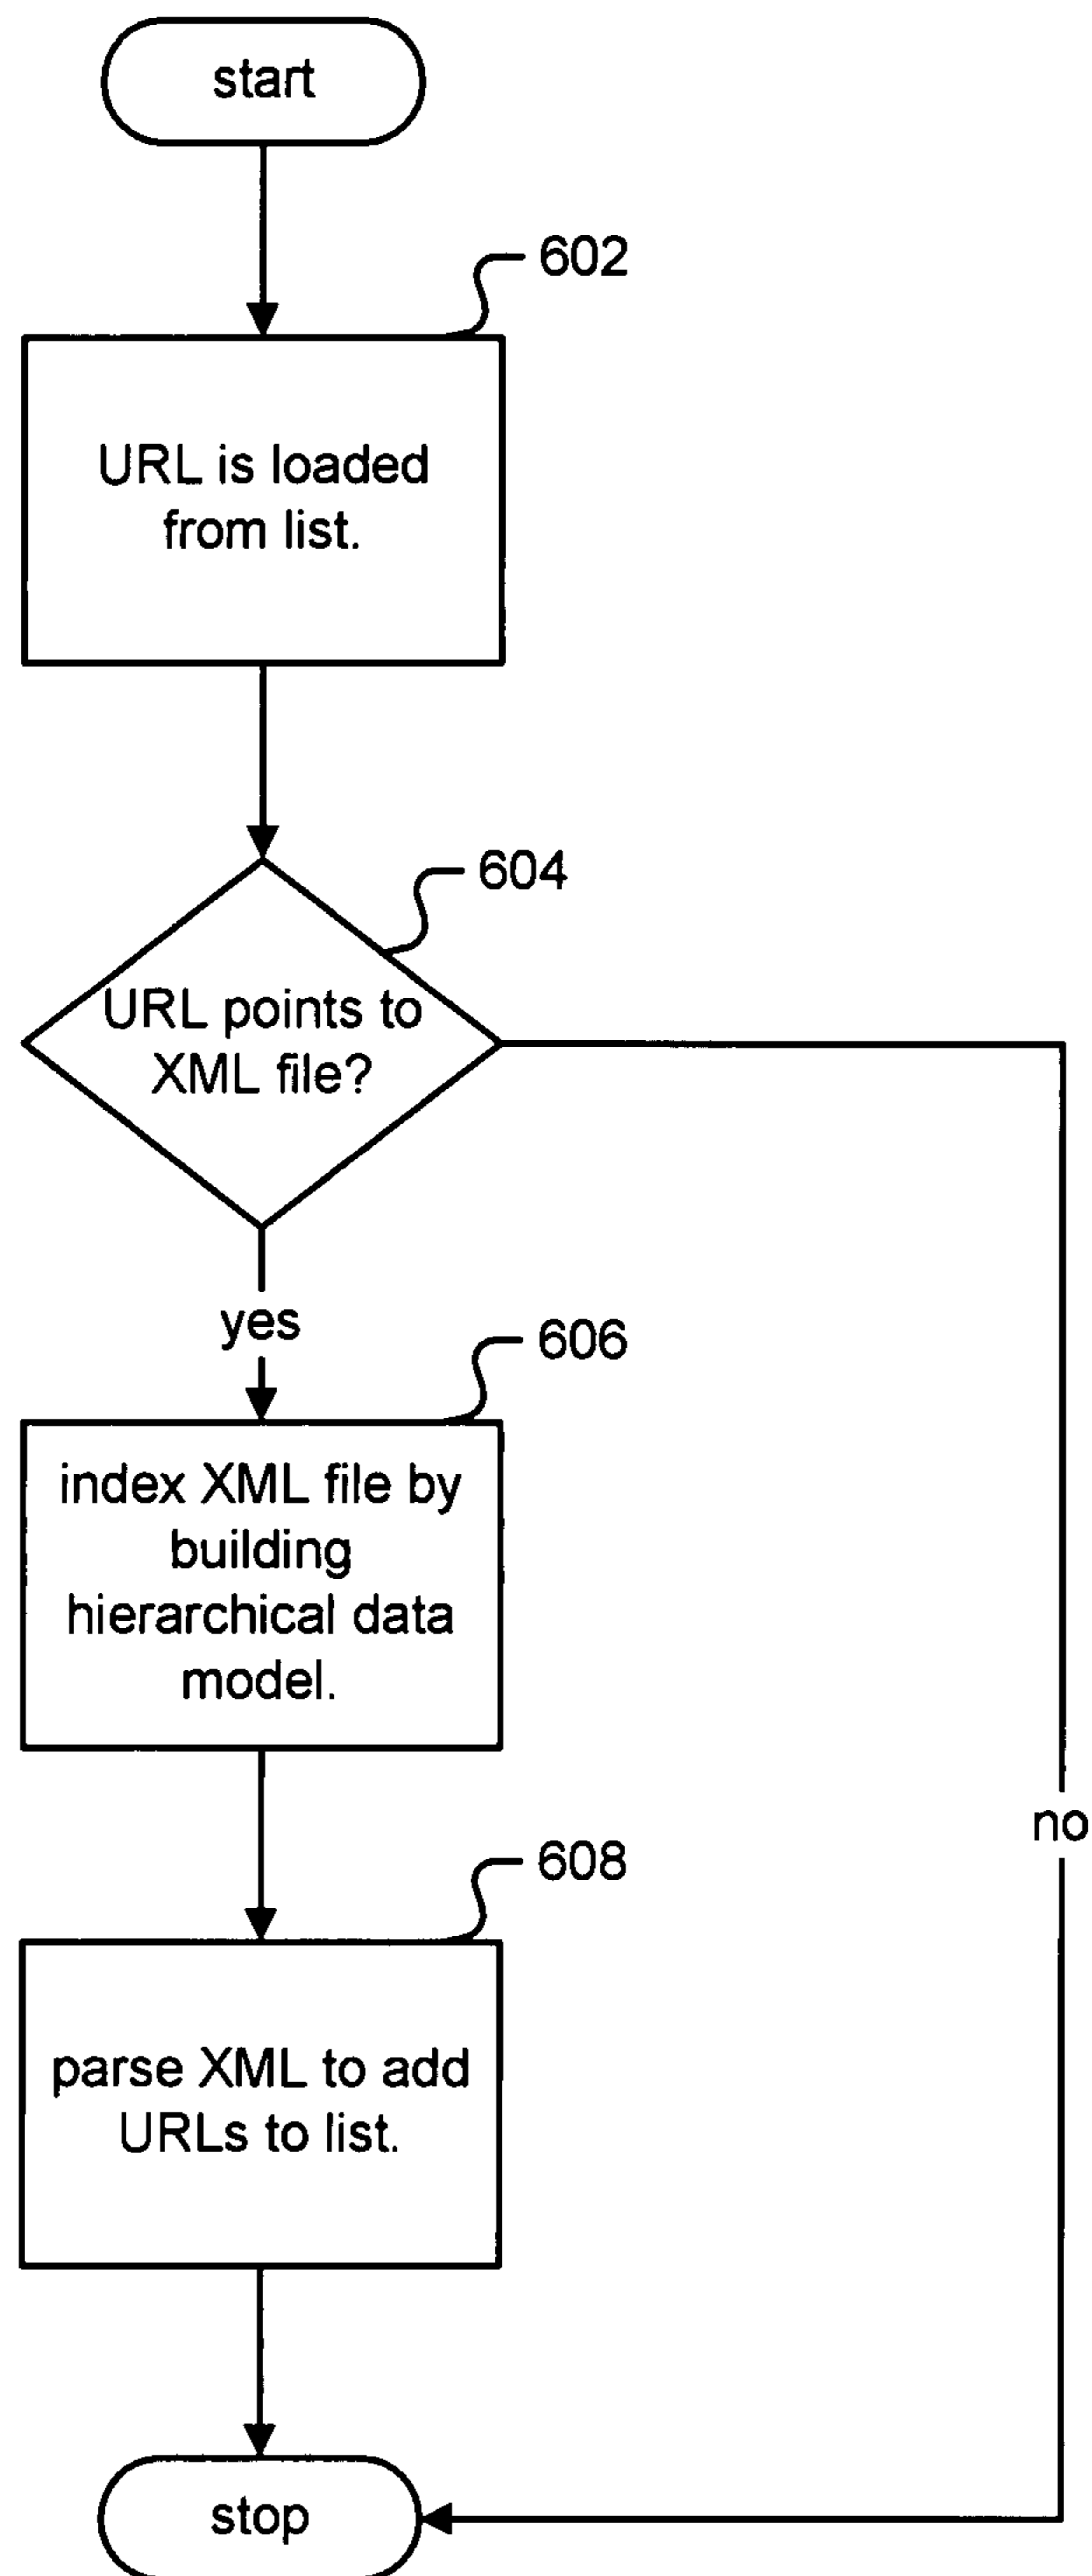 start
602
URL is loaded
from list.
604
URL points to
XML file?
yes
606
index XML file by
building
hierarchical data
model.
no
608
parse XML to add
URLs to list.
stop